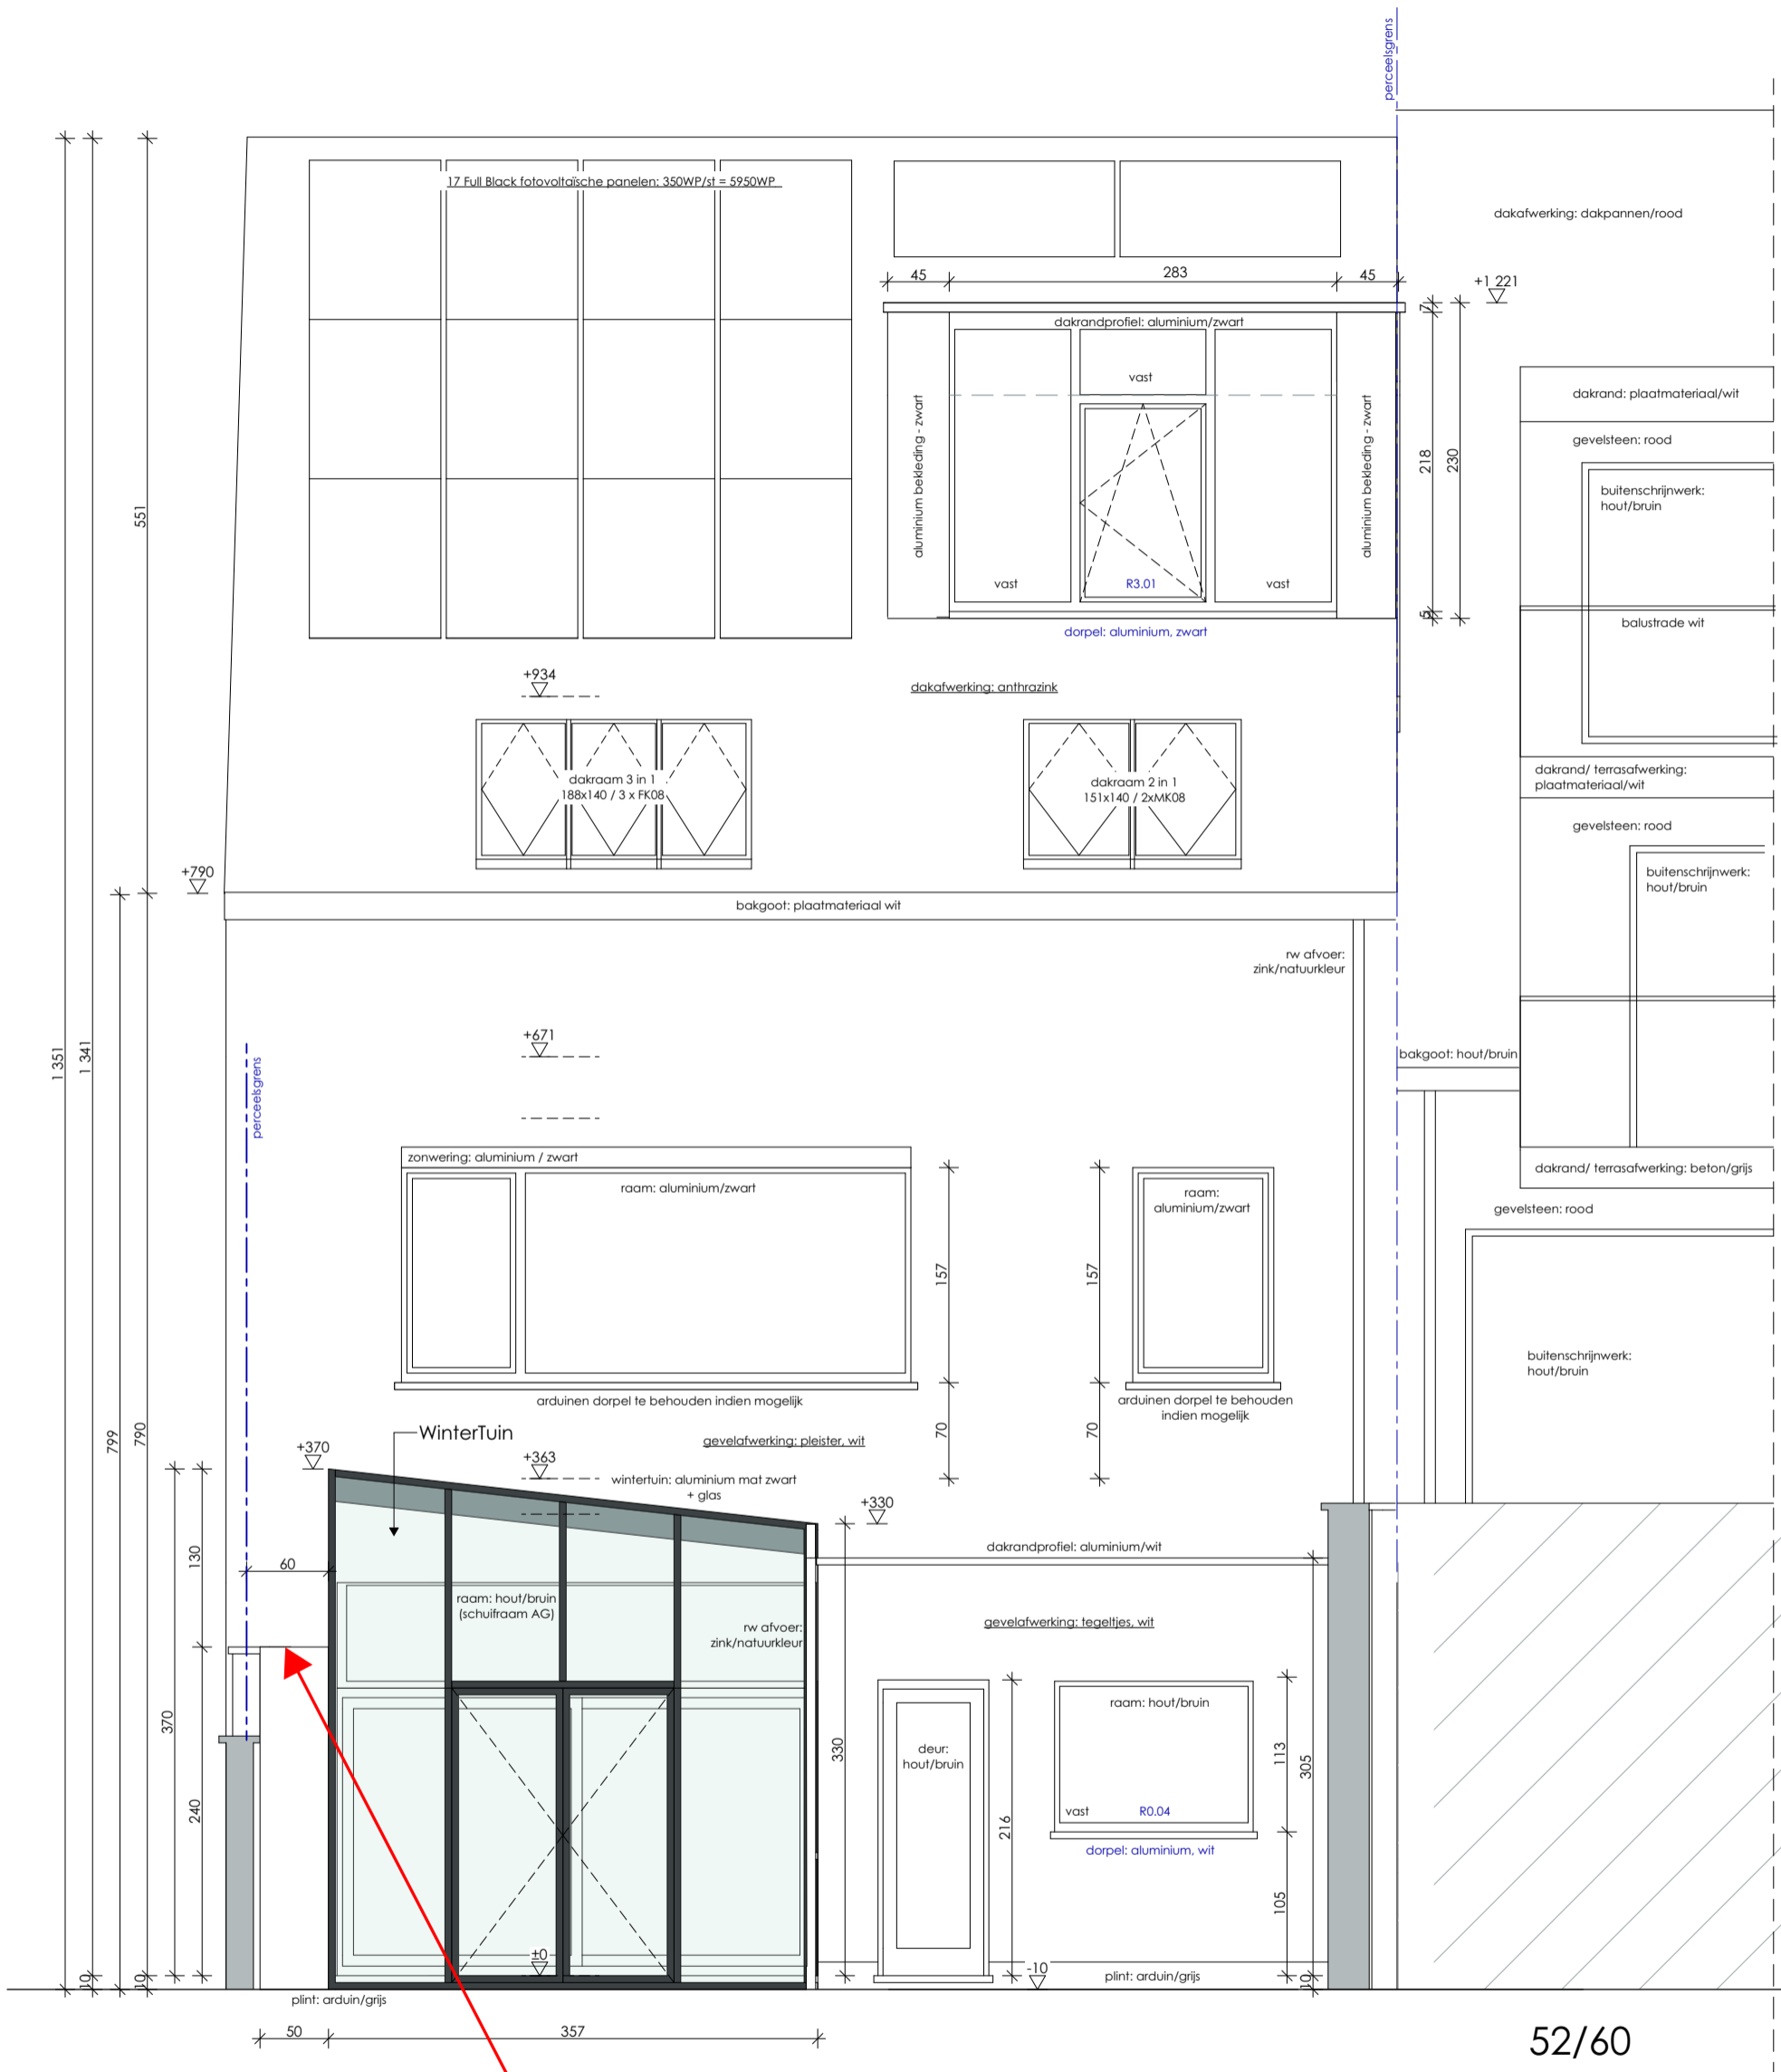 perceelsgrens
17 Full Black fotovoltaïsche panelen: 350WP/st = 5950WP
dakafwerking: dakpannen/rood
45
283
45
+1 221
7
dakrandprofiel: aluminium/zwart
vast
aluminium bekleding - zwart
aluminium bekleding - zwart
218
230
dakrand: plaatmateriaal/wit
gevelsteen: rood
buitenschrijnwerk:
hout/bruin
551
vast
R3.01
vast
5
dorpel: aluminium, zwart
balustrade wit
+934
dakafwerking: anthrazink
dakraam 3 in 1
188x140 / 3 x FK08
dakraam 2 in 1
151x140 / 2xMK08
dakrand/ terrasafwerking:
plaatmateriaal/wit
gevelsteen: rood
buitenschrijnwerk:
hout/bruin
+790
bakgoot: plaatmateriaal wit
rw afvoer:
zink/natuurkleur
1 351
1 341
+671
bakgoot: hout/bruin
perceelsgrens
zonwering: aluminium / zwart
raam: aluminium/zwart
raam:
aluminium/zwart
dakrand/ terrasafwerking: beton/grijs
gevelsteen: rood
157
157
buitenschrijnwerk:
hout/bruin
arduinen dorpel te behouden indien mogelijk
arduinen dorpel te behouden
indien mogelijk
799
790
70
70
WinterTuin
gevelafwerking: pleister, wit
+370
+363
wintertuin: aluminium mat zwart
+ glas
+330
130
60
dakrandprofiel: aluminium/wit
raam: hout/bruin
(schuifraam AG)
rw afvoer:
zink/natuurkleur
gevelafwerking: tegeltjes, wit
370
240
330
deur:
hout/bruin
216
raam: hout/bruin
vast
R0.04
dorpel: aluminium, wit
113
305
105
±0
-10
10
10
10
plint: arduin/grijs
plint: arduin/grijs
50
357
52/60